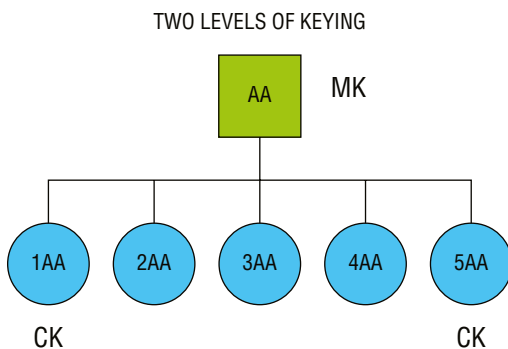 TWO LEVELS OF KEYING
AA
MK
1AA 2AA 3AA 4AA 5AA
CK CK